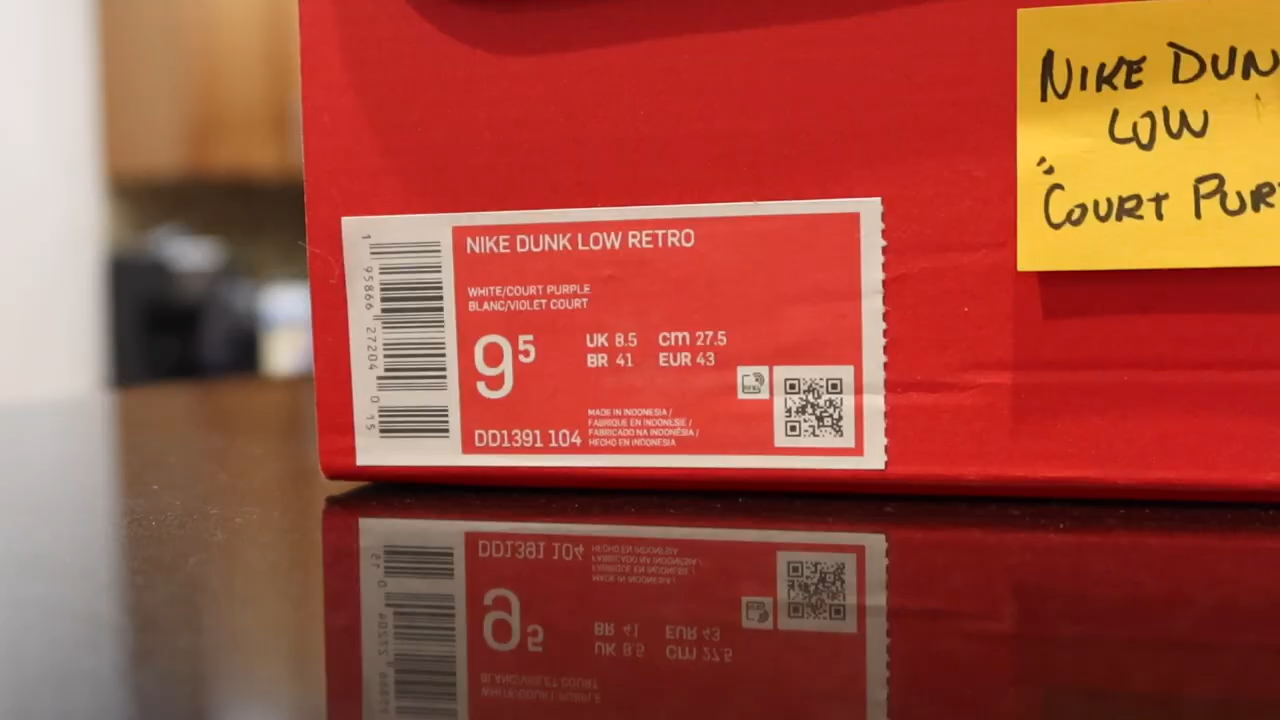 NIKE DUNK LOW RETRO
WHITE/COURT PURPLE
BLANC/VIOLET COURT
9⁵
UK 8.5 cm 27.5
BR 41 EUR 43
DD1391 104
MADE IN INDONESIA /
FABRIQUE EN INDONESIE /
FABRICADO NA INDONÉSIA /
HECHO EN INDONESIA
1 95866 27204 0 15
NIKE DUN
LOW
"COURT PUR